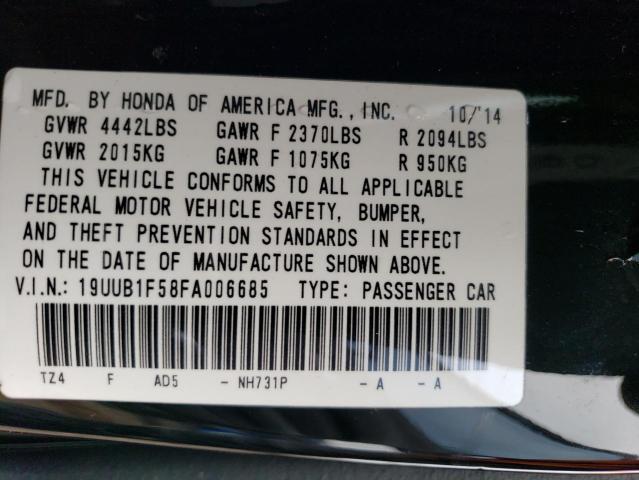 MFD. BY HONDA OF AMERICA MFG., INC. 10/'14
GVWR 4442LBS GAWR F 2370LBS R 2094LBS
GVWR 2015KG GAWR F 1075KG R 950KG
THIS VEHICLE CONFORMS TO ALL APPLICABLE
FEDERAL MOTOR VEHICLE SAFETY, BUMPER,
AND THEFT PREVENTION STANDARDS IN EFFECT
ON THE DATE OF MANUFACTURE SHOWN ABOVE.
V.I.N.: 19UUB1F58FA006685 TYPE: PASSENGER CAR
TZ4 F AD5 - NH731P - A - A